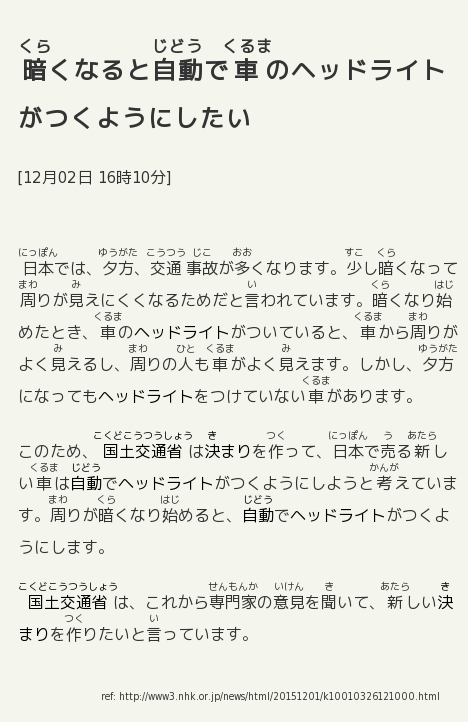 暗くなると自動で車のヘッドライト
がつくようにしたい
[12月02日 16時10分]
日本では、夕方、交通事故が多くなります。少し暗くなって
周りが見えにくくなるためだと言われています。暗くなり始
めたとき、車のヘッドライトがついていると、車から周りが
よく見えるし、周りの人も車がよく見えます。しかし、夕方
になってもヘッドライトをつけていない車があります。
このため、国土交通省は決まりを作って、日本で売る新し
い車は自動でヘッドライトがつくようにしようと考えていま
す。周りが暗くなり始めると、自動でヘッドライトがつくよ
うにします。
国土交通省は、これから専門家の意見を聞いて、新しい決
まりを作りたいと言っています。
ref: http://www3.nhk.or.jp/news/html/20151201/k10010326121000.html